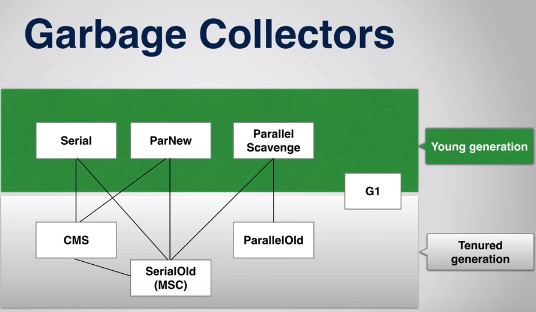 Garbage Collectors
Serial
ParNew
Parallel
Scavenge
Young generation
G1
CMS
ParallelOld
Tenured
generation
SerialOld
(MSC)